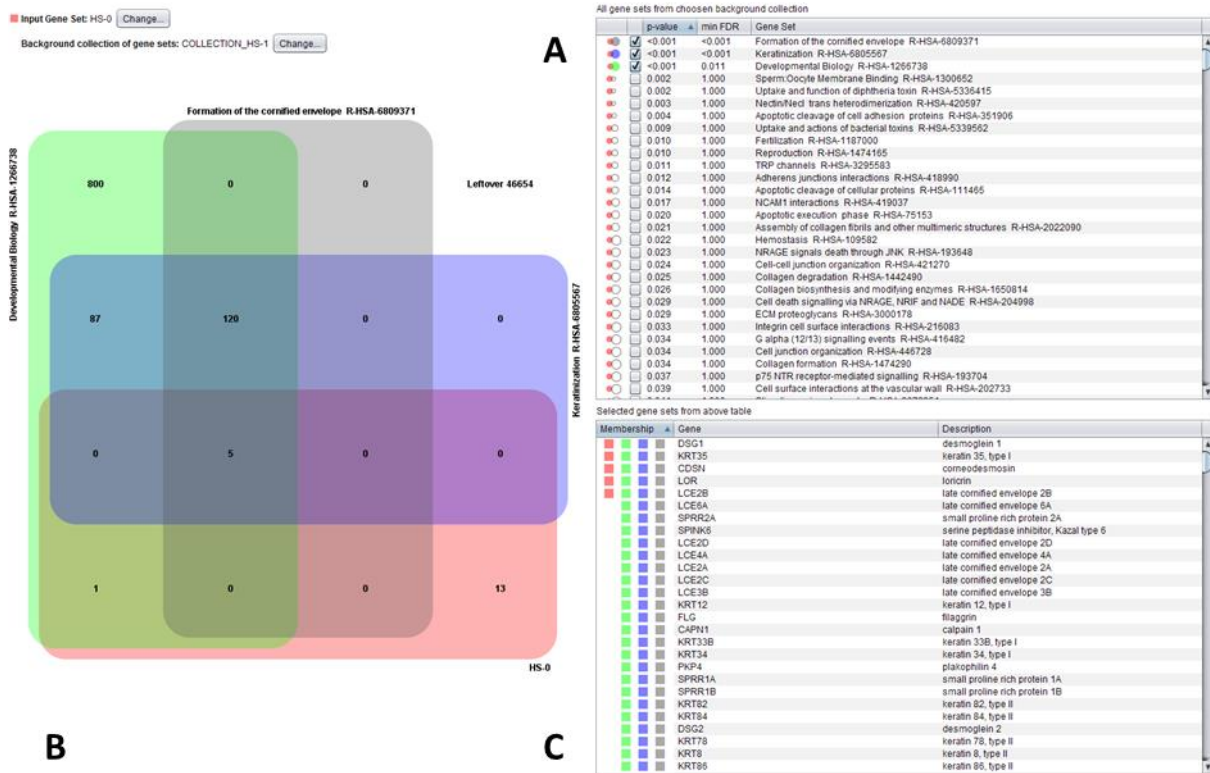 Input Gene Set: HS-0 Change...
Background collection of gene sets: COLLECTION_HS-1 Change...
A
Formation of the cornified envelope R-HSA-6809371
Developmental Biology R-HSA-1266738
800 0 0 Leftover 46654
87 120 0 0
Keratinization R-HSA-6805567
0 5 0 0
1 0 0 13
HS-0
B
C
All gene sets from choosen background collection
p-value min FDR Gene Set
<0.001 <0.001 Formation of the cornified envelope R-HSA-6809371
<0.001 <0.001 Keratinization R-HSA-6805567
<0.001 0.011 Developmental Biology R-HSA-1266738
0.002 1.000 Sperm:Oocyte Membrane Binding R-HSA-1300652
0.002 1.000 Uptake and function of diphtheria toxin R-HSA-5336415
0.003 1.000 Nectin/Necl trans heterodimerization R-HSA-420597
0.004 1.000 Apoptotic cleavage of cell adhesion proteins R-HSA-351906
0.009 1.000 Uptake and actions of bacterial toxins R-HSA-5339562
0.010 1.000 Fertilization R-HSA-1187000
0.010 1.000 Reproduction R-HSA-1474165
0.011 1.000 TRP channels R-HSA-3295583
0.012 1.000 Adherens junctions interactions R-HSA-418990
0.014 1.000 Apoptotic cleavage of cellular proteins R-HSA-111465
0.017 1.000 NCAM1 interactions R-HSA-419037
0.020 1.000 Apoptotic execution phase R-HSA-75153
0.021 1.000 Assembly of collagen fibrils and other multimeric structures R-HSA-2022090
0.022 1.000 Hemostasis R-HSA-109582
0.023 1.000 NRAGE signals death through JNK R-HSA-193648
0.024 1.000 Cell-cell junction organization R-HSA-421270
0.025 1.000 Collagen degradation R-HSA-1442490
0.026 1.000 Collagen biosynthesis and modifying enzymes R-HSA-1650814
0.029 1.000 Cell death signalling via NRAGE, NRIF and NADE R-HSA-204998
0.029 1.000 ECM proteoglycans R-HSA-3000178
0.033 1.000 Integrin cell surface interactions R-HSA-216083
0.034 1.000 G alpha (12/13) signalling events R-HSA-416482
0.034 1.000 Cell junction organization R-HSA-446728
0.034 1.000 Collagen formation R-HSA-1474290
0.037 1.000 p75 NTR receptor-mediated signalling R-HSA-193704
0.039 1.000 Cell surface interactions at the vascular wall R-HSA-202733
Selected gene sets from above table
Membership Gene Description
DSG1 desmoglein 1
KRT35 keratin 35, type I
CDSN corneodesmosin
LOR loricrin
LCE2B late cornified envelope 2B
LCE6A late cornified envelope 6A
SPRR2A small proline rich protein 2A
SPINK6 serine peptidase inhibitor, Kazal type 6
LCE2D late cornified envelope 2D
LCE4A late cornified envelope 4A
LCE2A late cornified envelope 2A
LCE2C late cornified envelope 2C
LCE3B late cornified envelope 3B
KRT12 keratin 12, type I
FLG filaggrin
CAPN1 calpain 1
KRT33B keratin 33B, type I
KRT34 keratin 34, type I
PKP4 plakophilin 4
SPRR1A small proline rich protein 1A
SPRR1B small proline rich protein 1B
KRT82 keratin 82, type II
KRT84 keratin 84, type II
DSG2 desmoglein 2
KRT78 keratin 78, type II
KRT8 keratin 8, type II
KRT86 keratin 86, type II